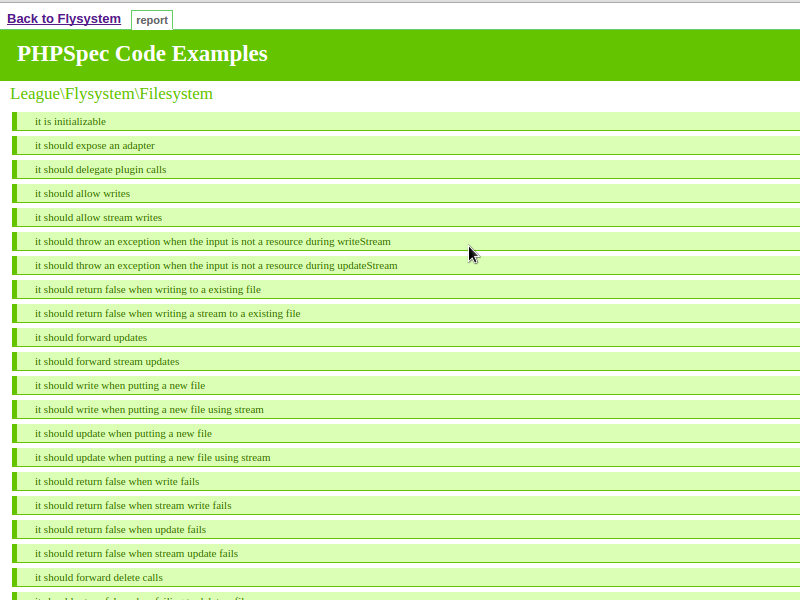 Back to Flysystem report
PHPSpec Code Examples
League\Flysystem\Filesystem
it is initializable
it should expose an adapter
it should delegate plugin calls
it should allow writes
it should allow stream writes
it should throw an exception when the input is not a resource during writeStream
it should throw an exception when the input is not a resource during updateStream
it should return false when writing to a existing file
it should return false when writing a stream to a existing file
it should forward updates
it should forward stream updates
it should write when putting a new file
it should write when putting a new file using stream
it should update when putting a new file
it should update when putting a new file using stream
it should return false when write fails
it should return false when stream write fails
it should return false when update fails
it should return false when stream update fails
it should forward delete calls